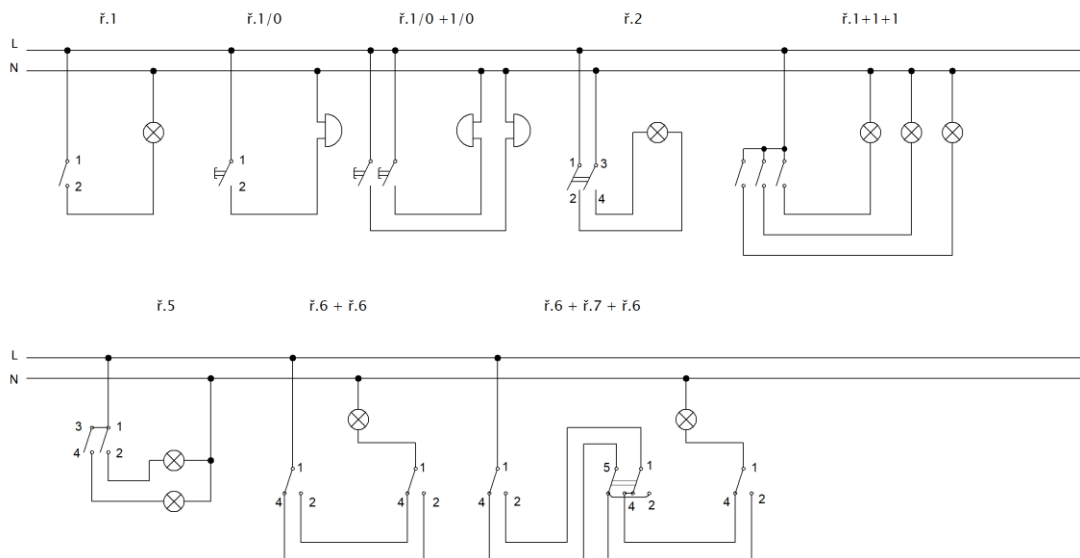 ř.1 ř.1/0 ř.1/0 +1/0 ř.2 ř.1+1+1
L
N
1 1 1 3
2 2 2 4
ř.5 ř.6 + ř.6 ř.6 + ř.7 + ř.6
L
N
3 1
4 2
1 1 1 5 1 1
4 2 4 2 4 2 4 2 4 2